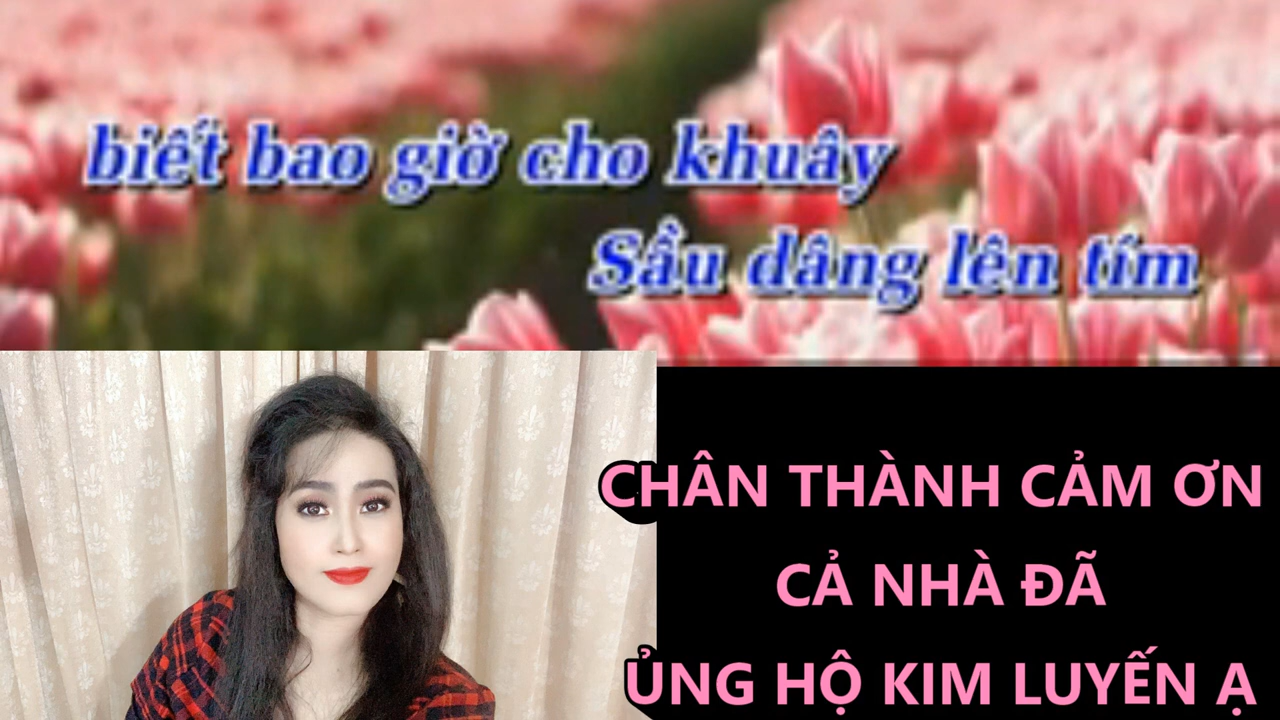 biết bao giờ cho khuây
Sầu dâng lên tím
CHÂN THÀNH CẢM ƠN
CẢ NHÀ ĐÃ
ỦNG HỘ KIM LUYẾN Ạ